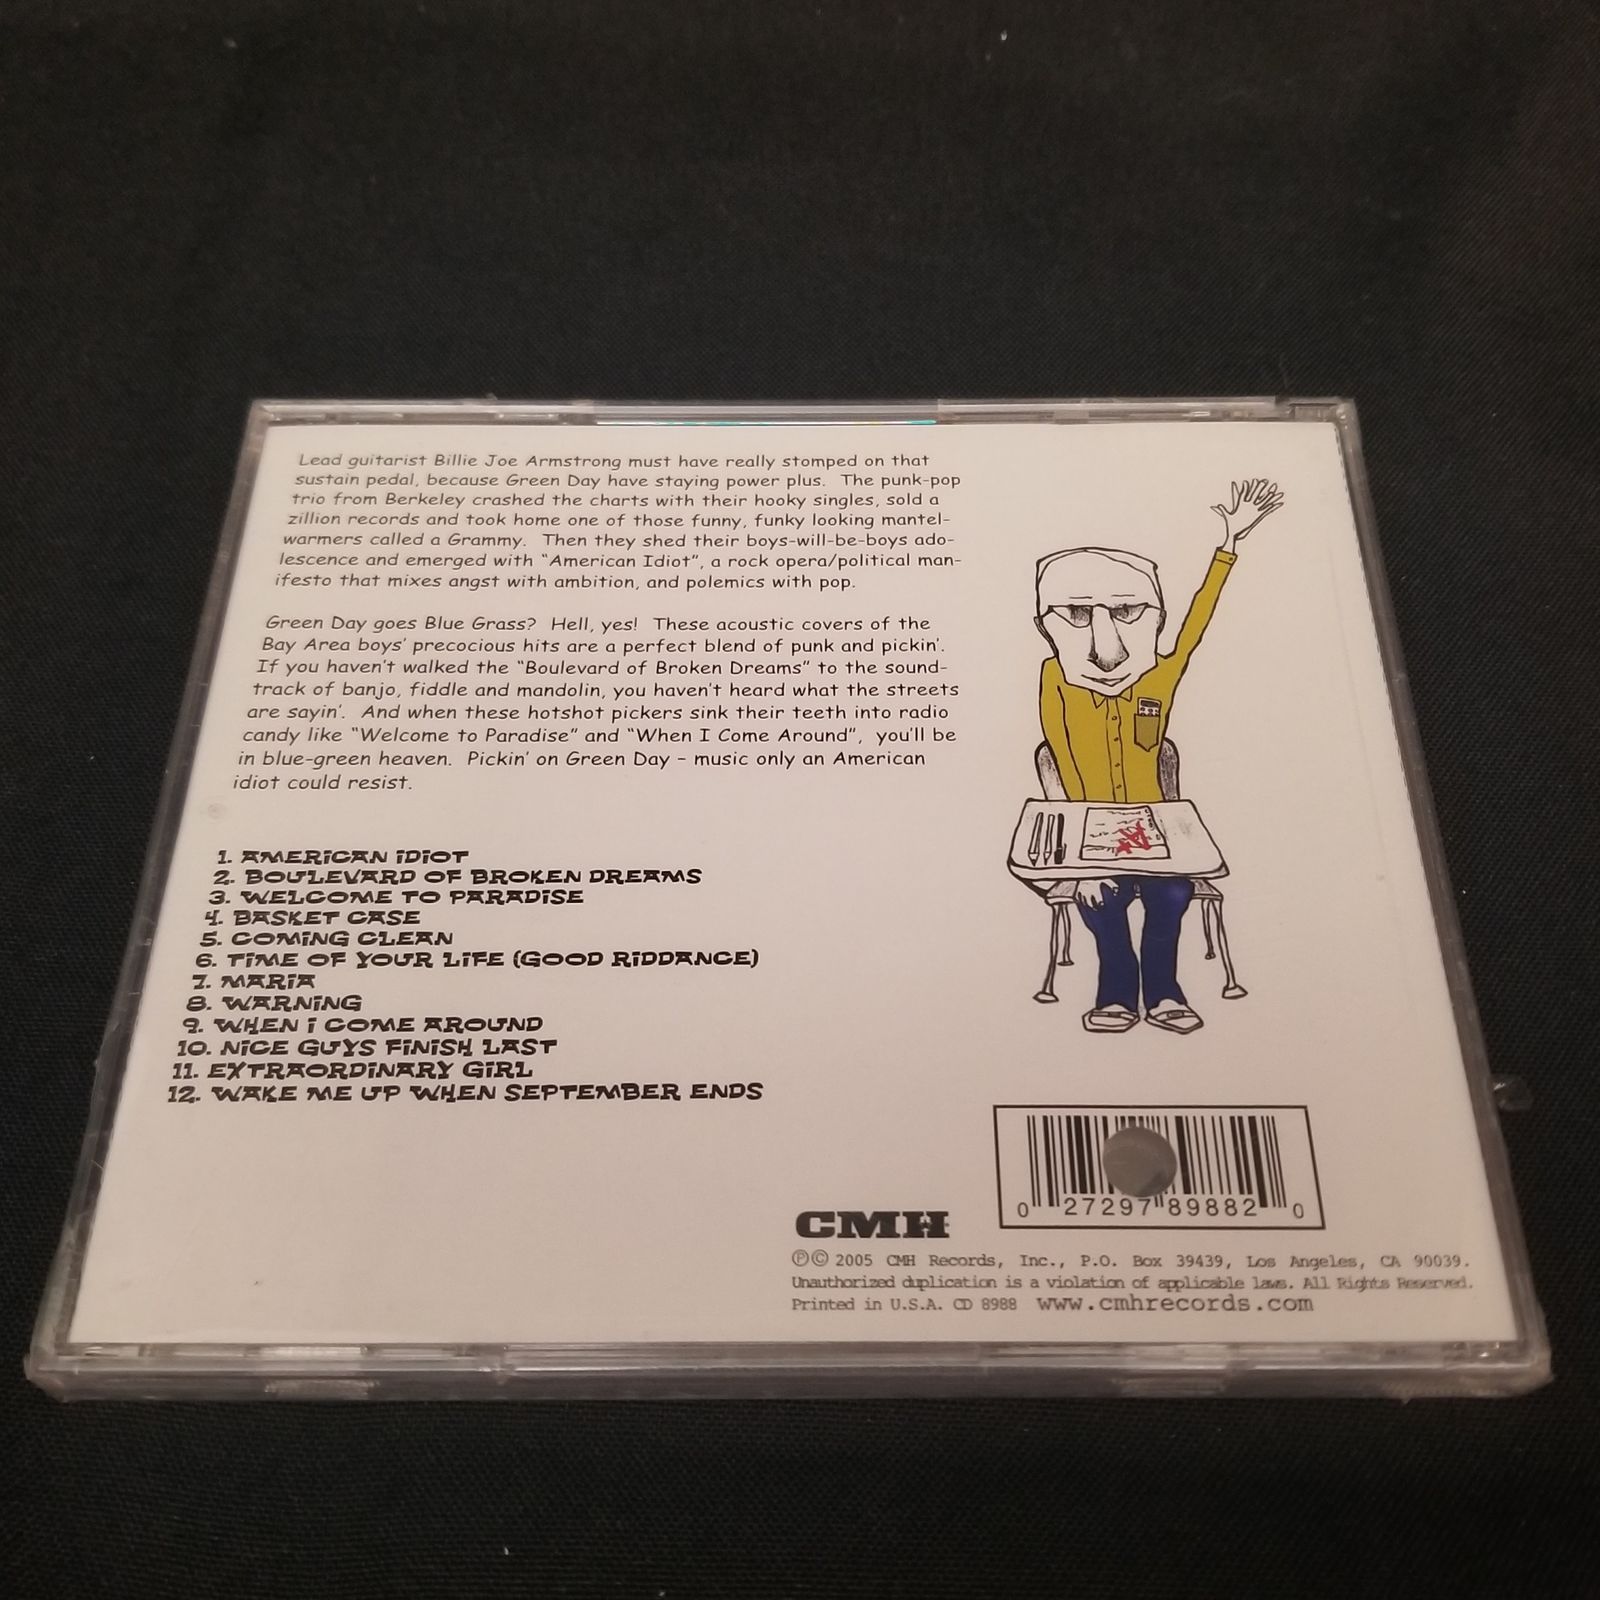 Lead guitarist Billie Joe Armstrong must have really stomped on that
sustain pedal, because Green Day have staying power plus. The punk-pop
trio from Berkeley crashed the charts with their hooky singles, sold a
zillion records and took home one of those funny, funky looking mantel-
warmers called a Grammy. Then they shed their boys-will-be-boys ado-
lescence and emerged with “American Idiot”, a rock opera/political man-
ifesto that mixes angst with ambition, and polemics with pop.
Green Day goes Blue Grass? Hell, yes! These acoustic covers of the
Bay Area boys’ precocious hits are a perfect blend of punk and pickin’.
If you haven’t walked the “Boulevard of Broken Dreams” to the sound-
track of banjo, fiddle and mandolin, you haven’t heard what the streets
are sayin’. And when these hotshot pickers sink their teeth into radio
candy like “Welcome to Paradise” and “When I Come Around”, you’ll be
in blue-green heaven. Pickin’ on Green Day – music only an American
idiot could resist.
1. AMERiCAN iDiOT
2. BOULEVARD OF BROKEN DREAMS
3. WELCOME TO PARADiSE
4. BASKET CASE
5. COMiNG CLEAN
6. TiME OF YOUR LiFE (GOOD RiDDANCE)
7. MARiA
8. WARNiNG
9. WHEN i COME AROUND
10. NiCE GUYS FiNiSH LAST
11. EXTRAORDiNARY GiRL
12. WAKE ME UP WHEN SEPTEMBER ENDS
A+
0 27297 89882 0
CMH
℗© 2005 CMH Records, Inc., P.O. Box 39439, Los Angeles, CA 90039.
Unauthorized duplication is a violation of applicable laws. All Rights Reserved.
Printed in U.S.A. CD 8988 www.cmhrecords.com